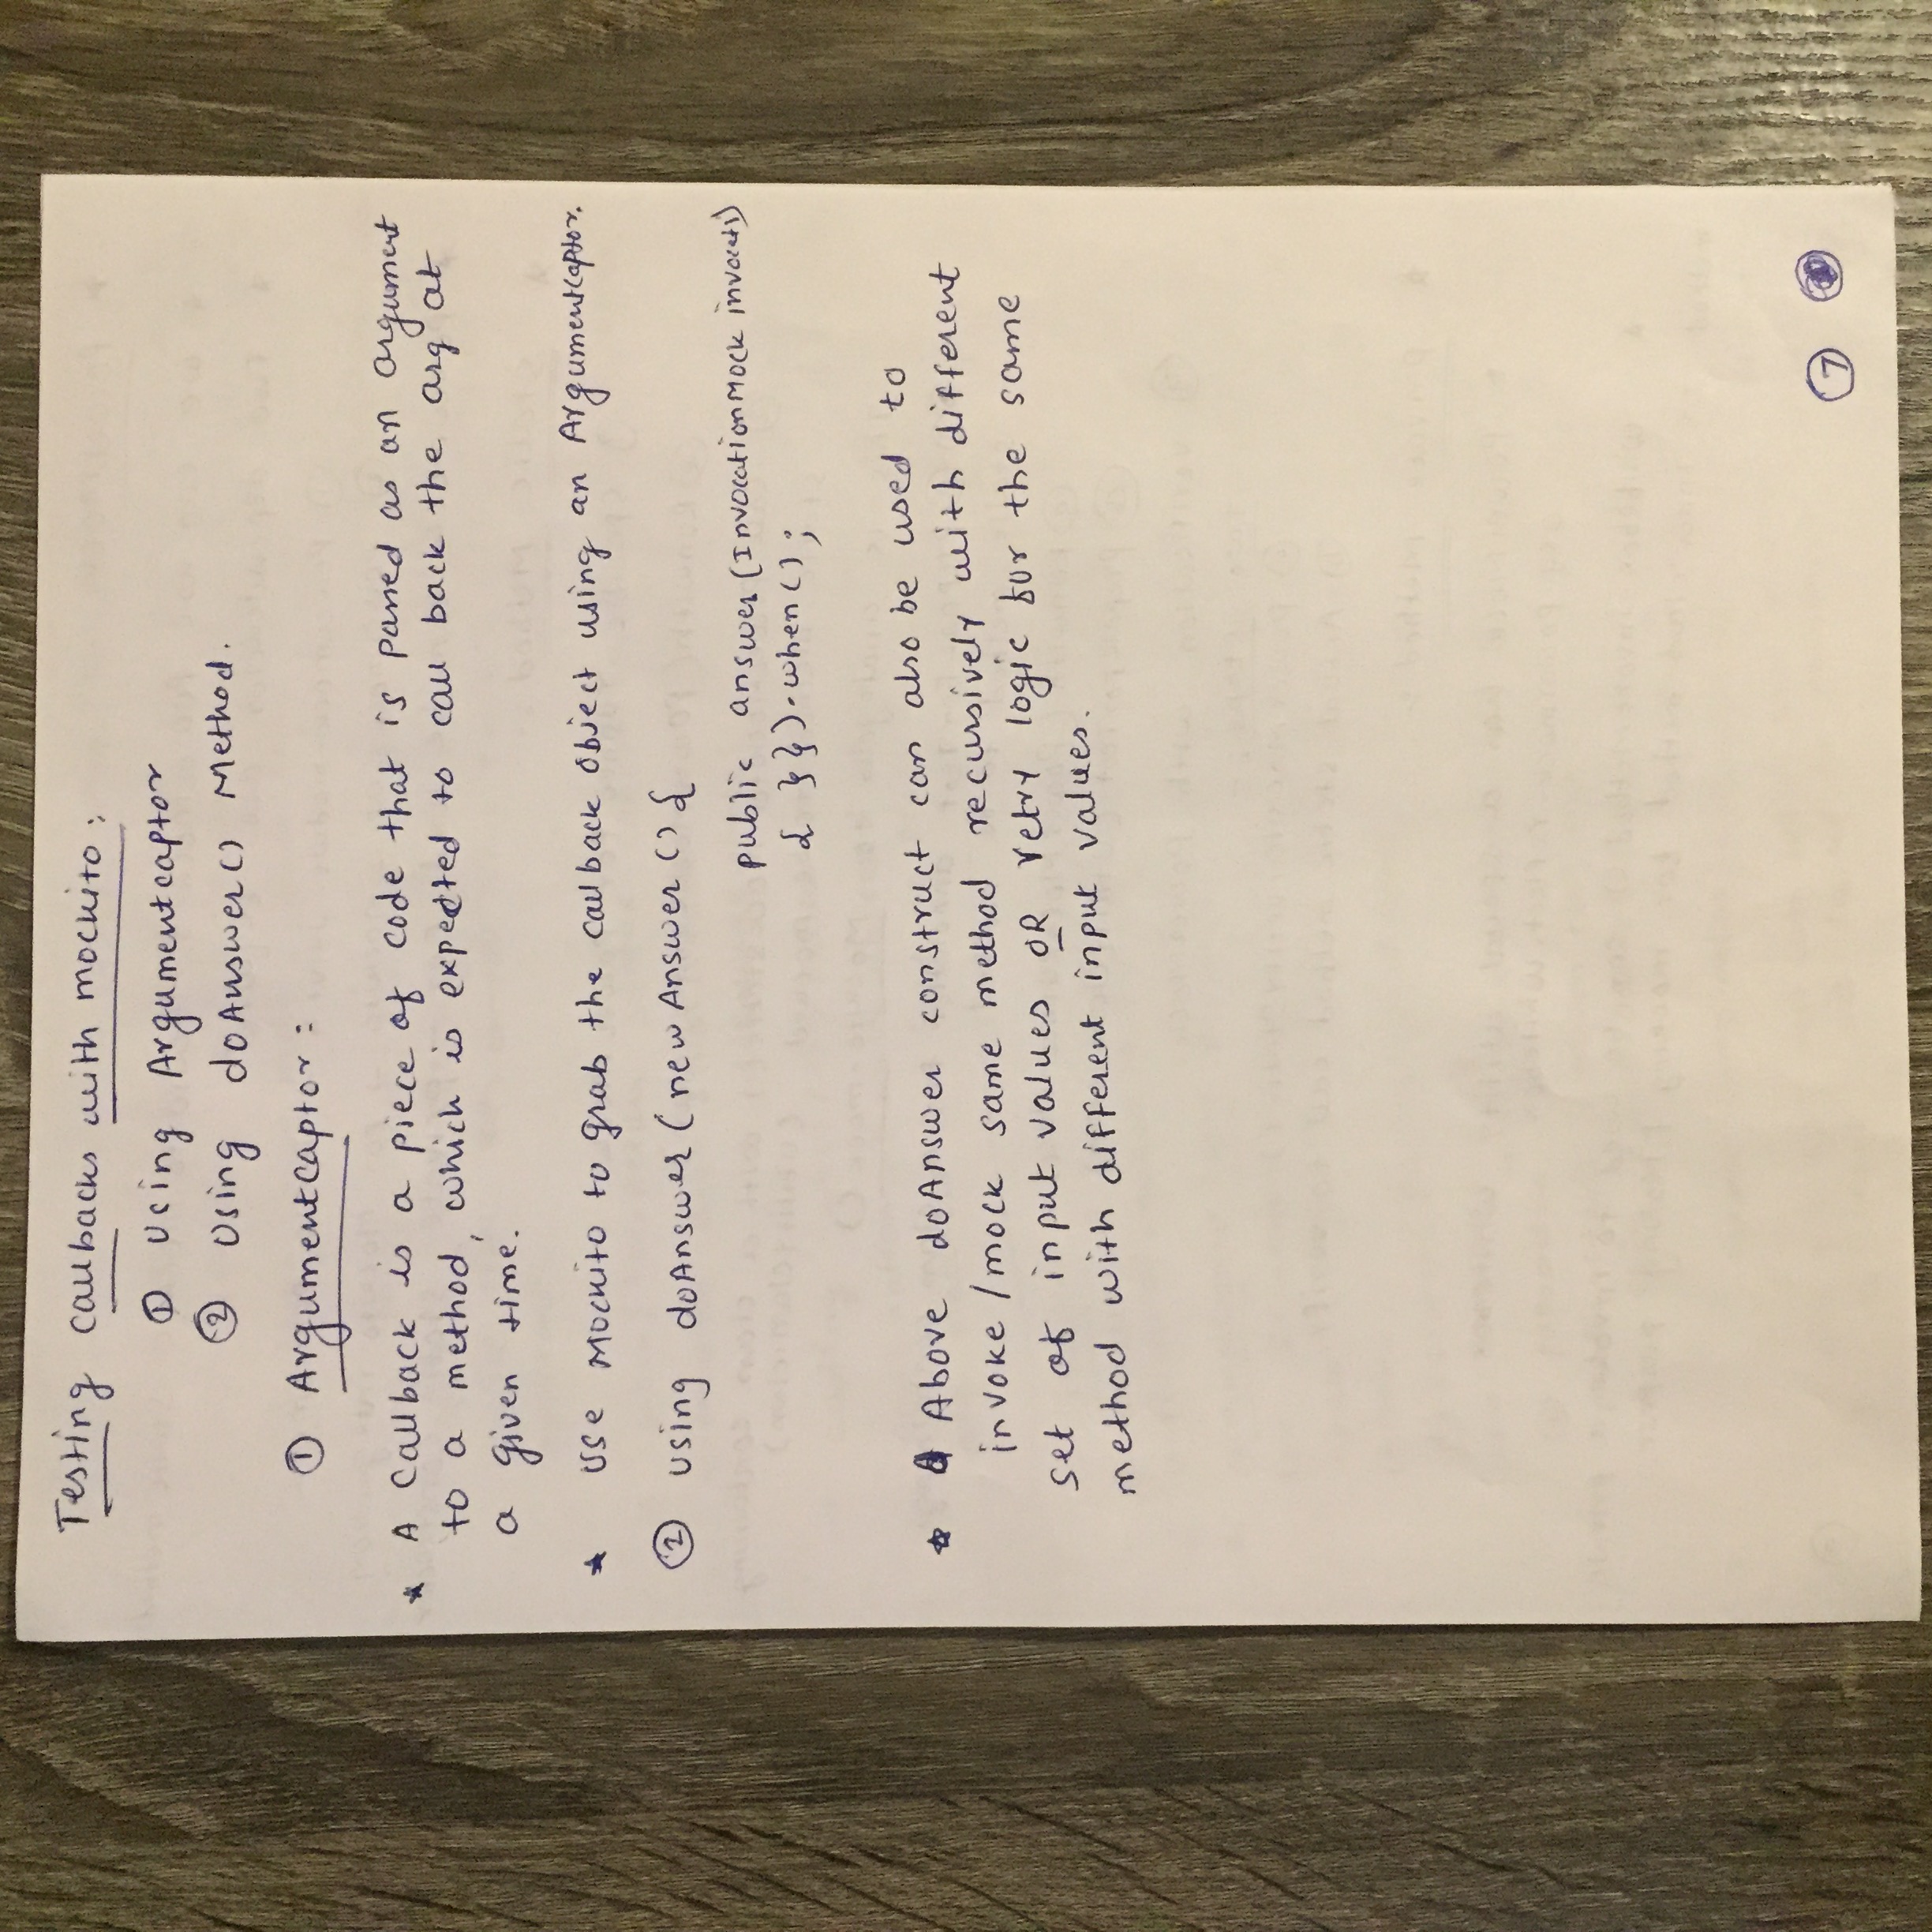 Testing callbacks with mockito:
① Using Argumentcaptor
② Using doAnswer() Method.
① Argumentcaptor:
* A Callback is a piece of code that is passed as an argument
to a method, which is expected to call back the arg at
a given time.
* Use Mockito to grab the callback object using an Argumentcaptor.
② using doAnswer(new Answer(){
public answer(InvocationMock
{ }}).when();
* Above doAnswer construct can also be used to
invoke/mock same method recursively with different
set of input values OR retry logic for the same
method with different input values.
7